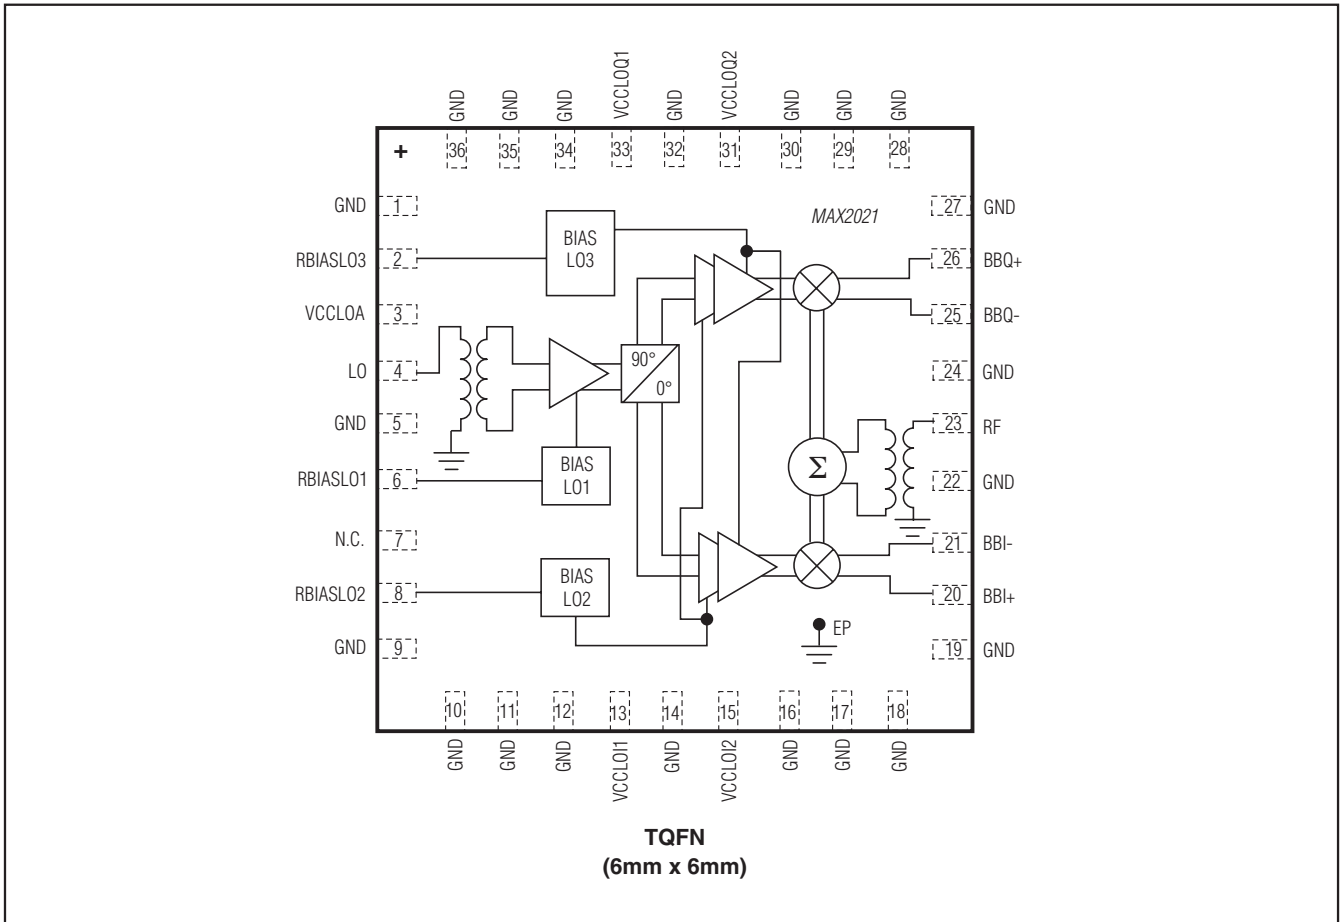 GND
GND
GND
VCCLOQ1
GND
VCCLOQ2
GND
GND
GND
+
36
35
34
33
32
31
30
29
28
GND
1
RBIASLO3
2
VCCLOA
3
LO
4
GND
5
RBIASLO1
6
N.C.
7
RBIASLO2
8
GND
9
MAX2021
BIAS
LO3
90°
0°
BIAS
LO1
Σ
BIAS
LO2
EP
27
GND
26
BBQ+
25
BBQ-
24
GND
23
RF
22
GND
21
BBI-
20
BBI+
19
GND
10
11
12
13
14
15
16
17
18
GND
GND
GND
VCCLOI1
GND
VCCLOI2
GND
GND
GND
TQFN
(6mm x 6mm)